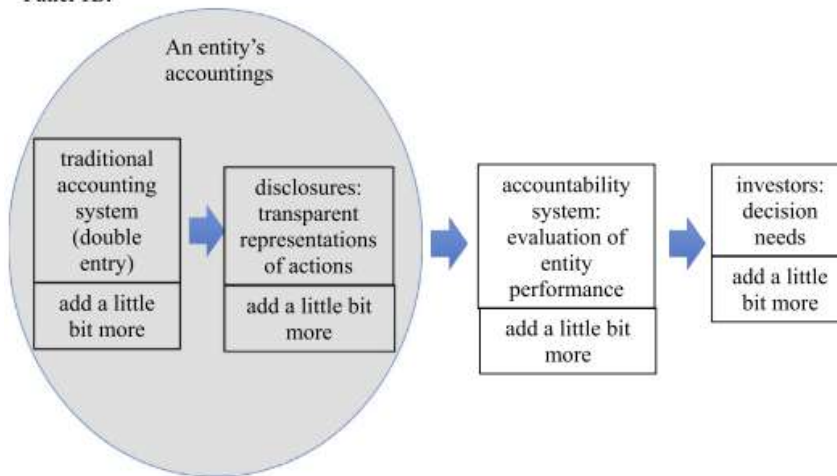 An entity's
accountings
traditional
accounting
system
(double
entry)
add a little
bit more
disclosures:
transparent
representations
of actions
add a little bit
more
accountability
system:
evaluation of
entity
performance
add a little bit
more
investors:
decision
needs
add a little
bit more